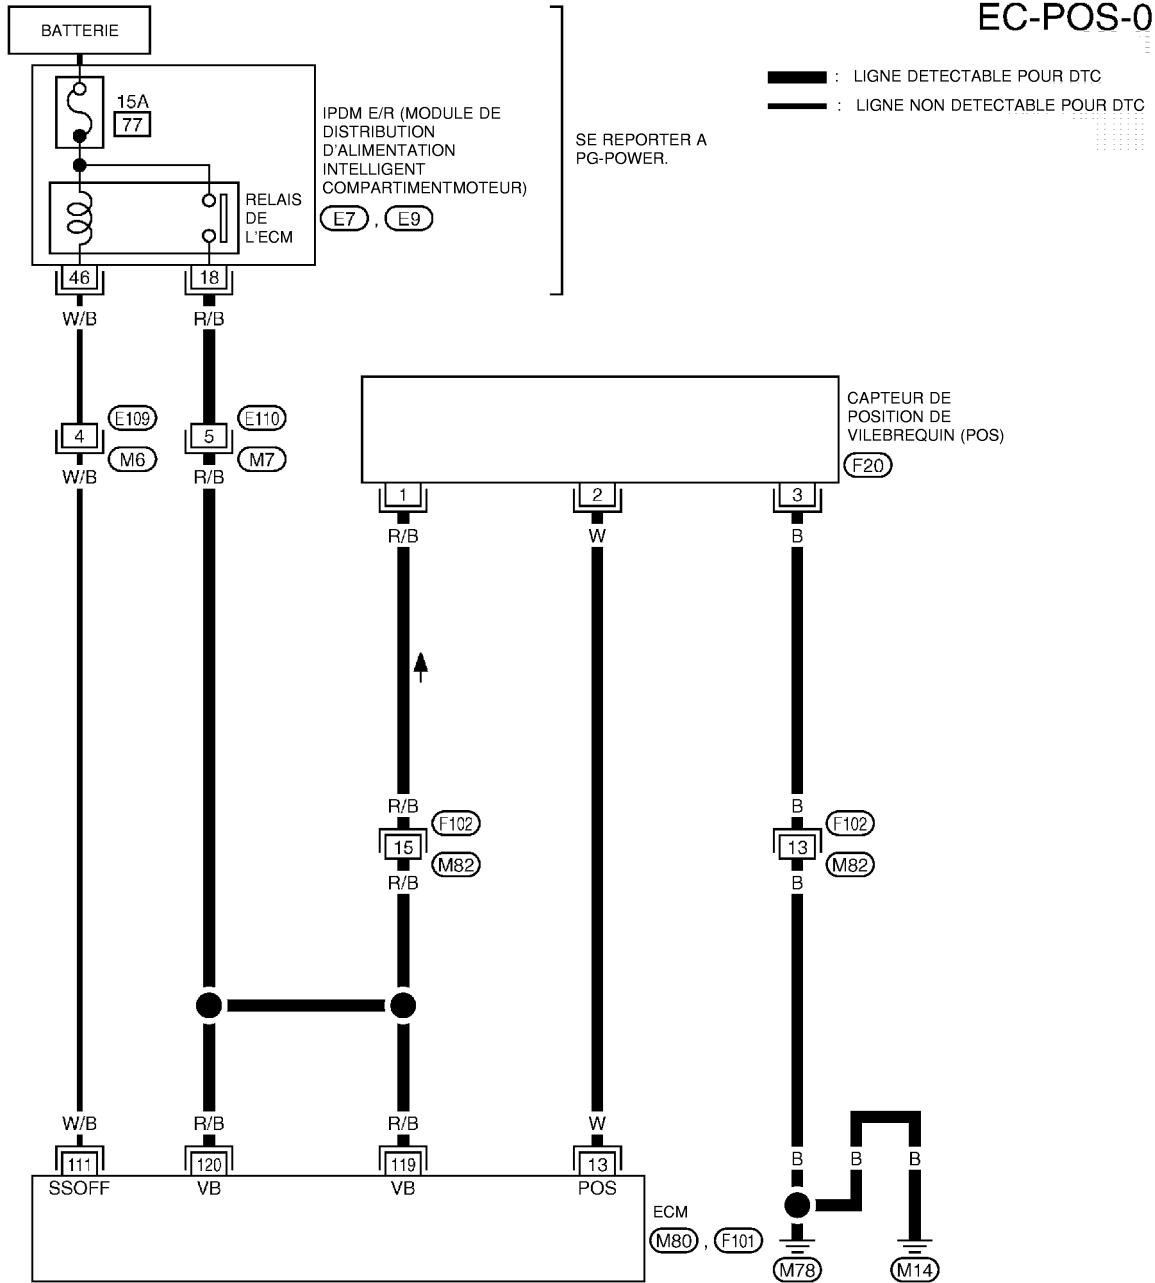 EC-POS-0
BATTERIE
: LIGNE DETECTABLE POUR DTC
: LIGNE NON DETECTABLE POUR DTC
15A
77
IPDM E/R (MODULE DE
DISTRIBUTION
D'ALIMENTATION
INTELLIGENT
COMPARTIMENTMOTEUR)
E7 , E9
SE REPORTER A
PG-POWER.
RELAIS
DE
L'ECM
46 18
W/B R/B
E109 E110
4 5
M6 M7
W/B R/B
CAPTEUR DE
POSITION DE
VILEBREQUIN (POS)
F20
1 2 3
R/B W B
R/B B
F102 F102
15 13
M82 M82
R/B B
W/B R/B R/B W
B B B
111 120 119 13
SSOFF VB VB POS
ECM
M80 , F101
M78 M14